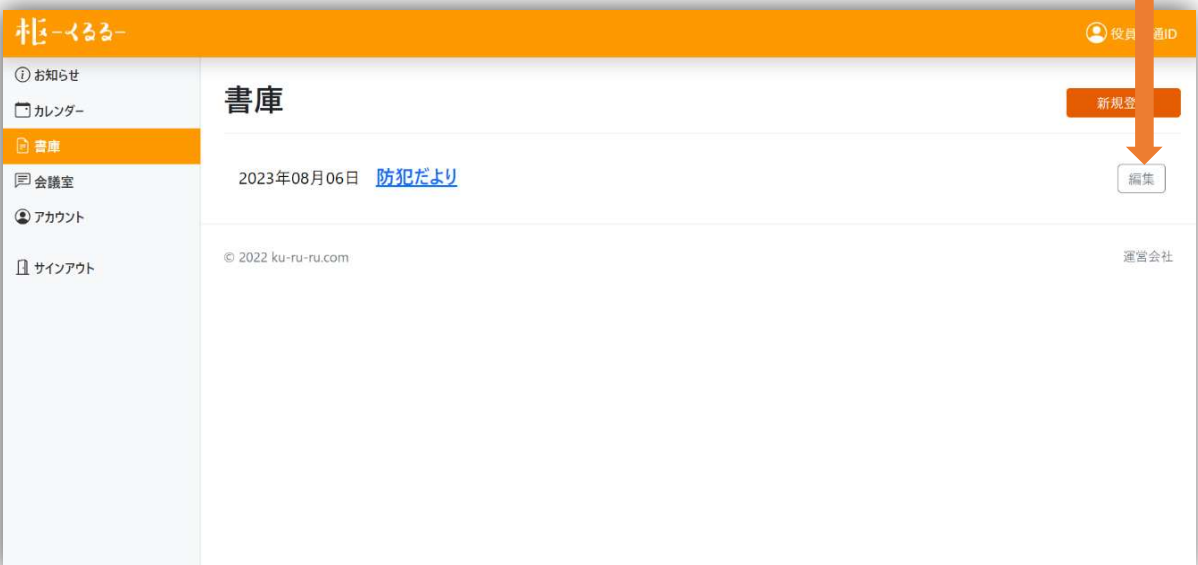 枢-くるる-
役員 通ID
お知らせ
カレンダー
書庫
会議室
アカウント
サインアウト
書庫
新規登
2023年08月06日 防犯だより
編集
© 2022 ku-ru-ru.com
運営会社